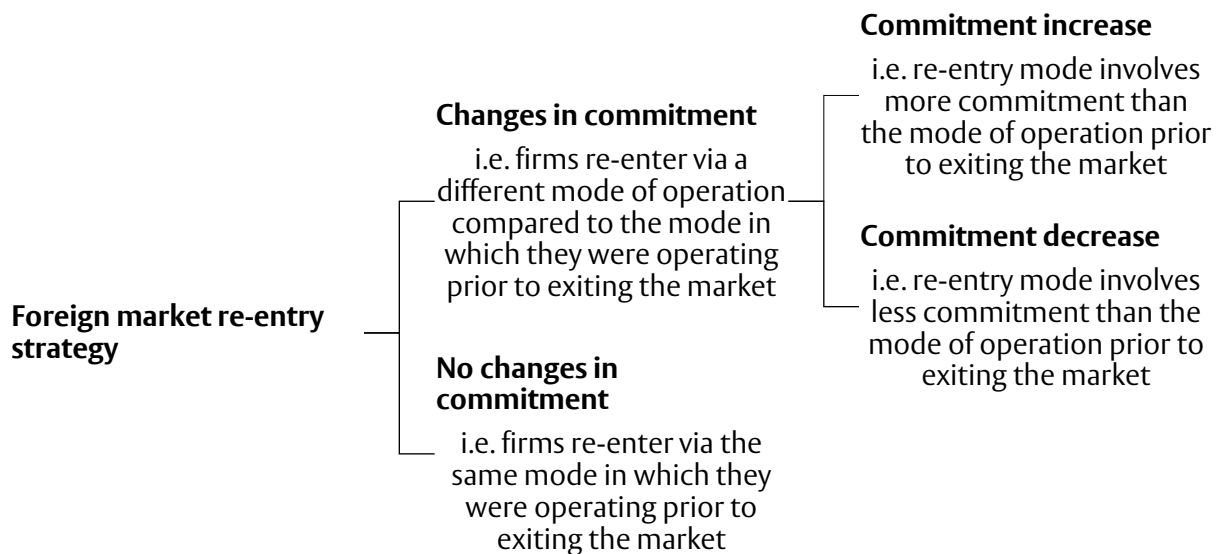 Foreign market re-entry
strategy
Changes in commitment
i.e. firms re-enter via a
different mode of operation
compared to the mode in
which they were operating
prior to exiting the market
No changes in
commitment
i.e. firms re-enter via the
same mode in which they
were operating prior to
exiting the market
Commitment increase
i.e. re-entry mode involves
more commitment than
the mode of operation prior
to exiting the market
Commitment decrease
i.e. re-entry mode involves
less commitment than the
mode of operation prior to
exiting the market